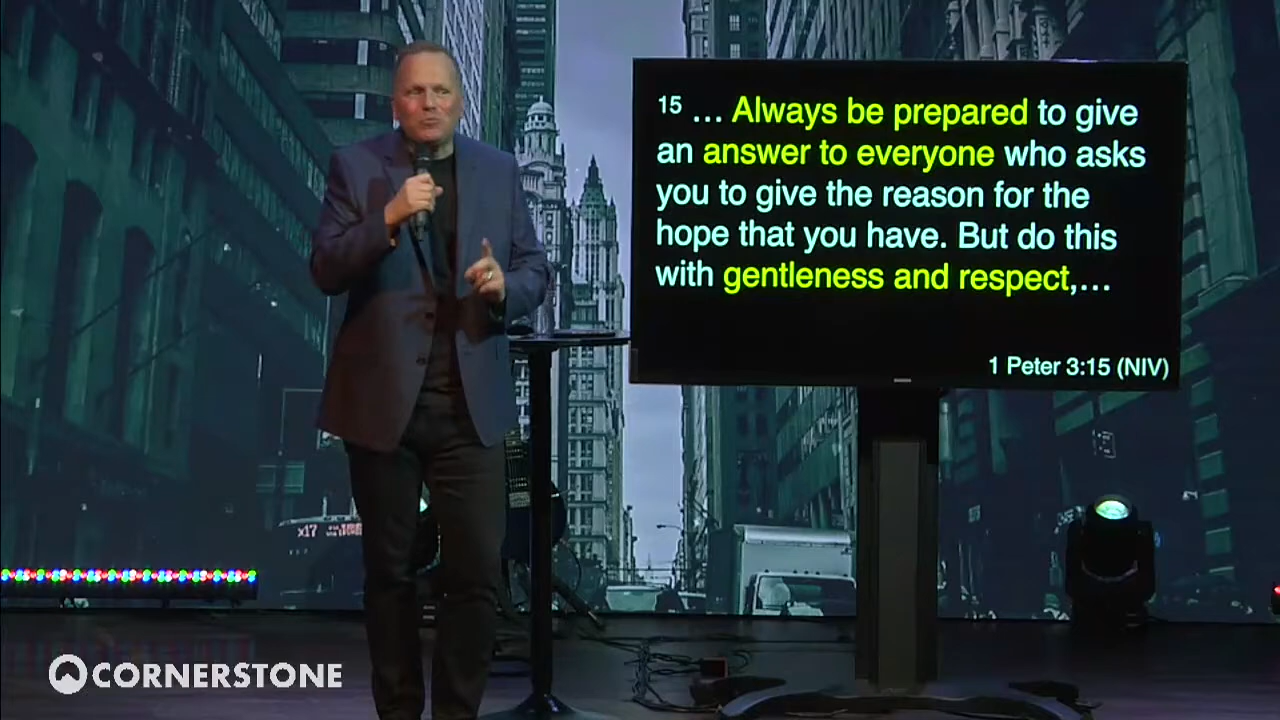 15 ... Always be prepared to give
an answer to everyone who asks
you to give the reason for the
hope that you have. But do this
with gentleness and respect,...
1 Peter 3:15 (NIV)
x17
CORNERSTONE